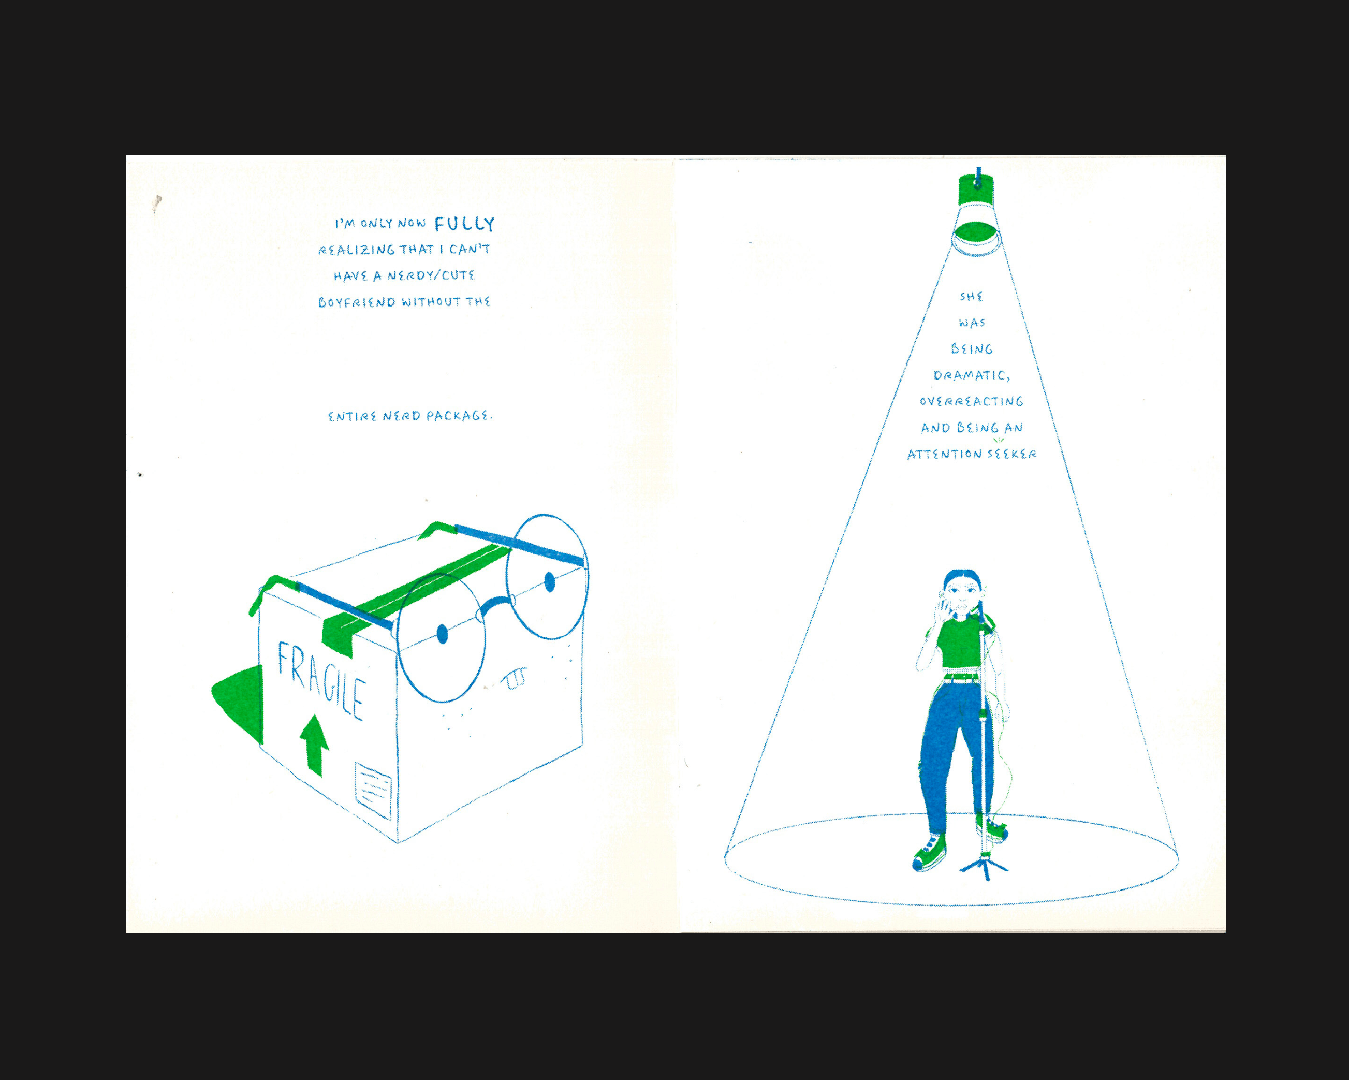 I'M ONLY NOW FULLY
REALIZING THAT I CAN'T
HAVE A NERDY/CUTE
BOYFRIEND WITHOUT THE
ENTIRE NERD PACKAGE.
FRAGILE
SHE
WAS
BEING
DRAMATIC,
OVERREACTING
AND BEING AN
ATTENTION SEEKER